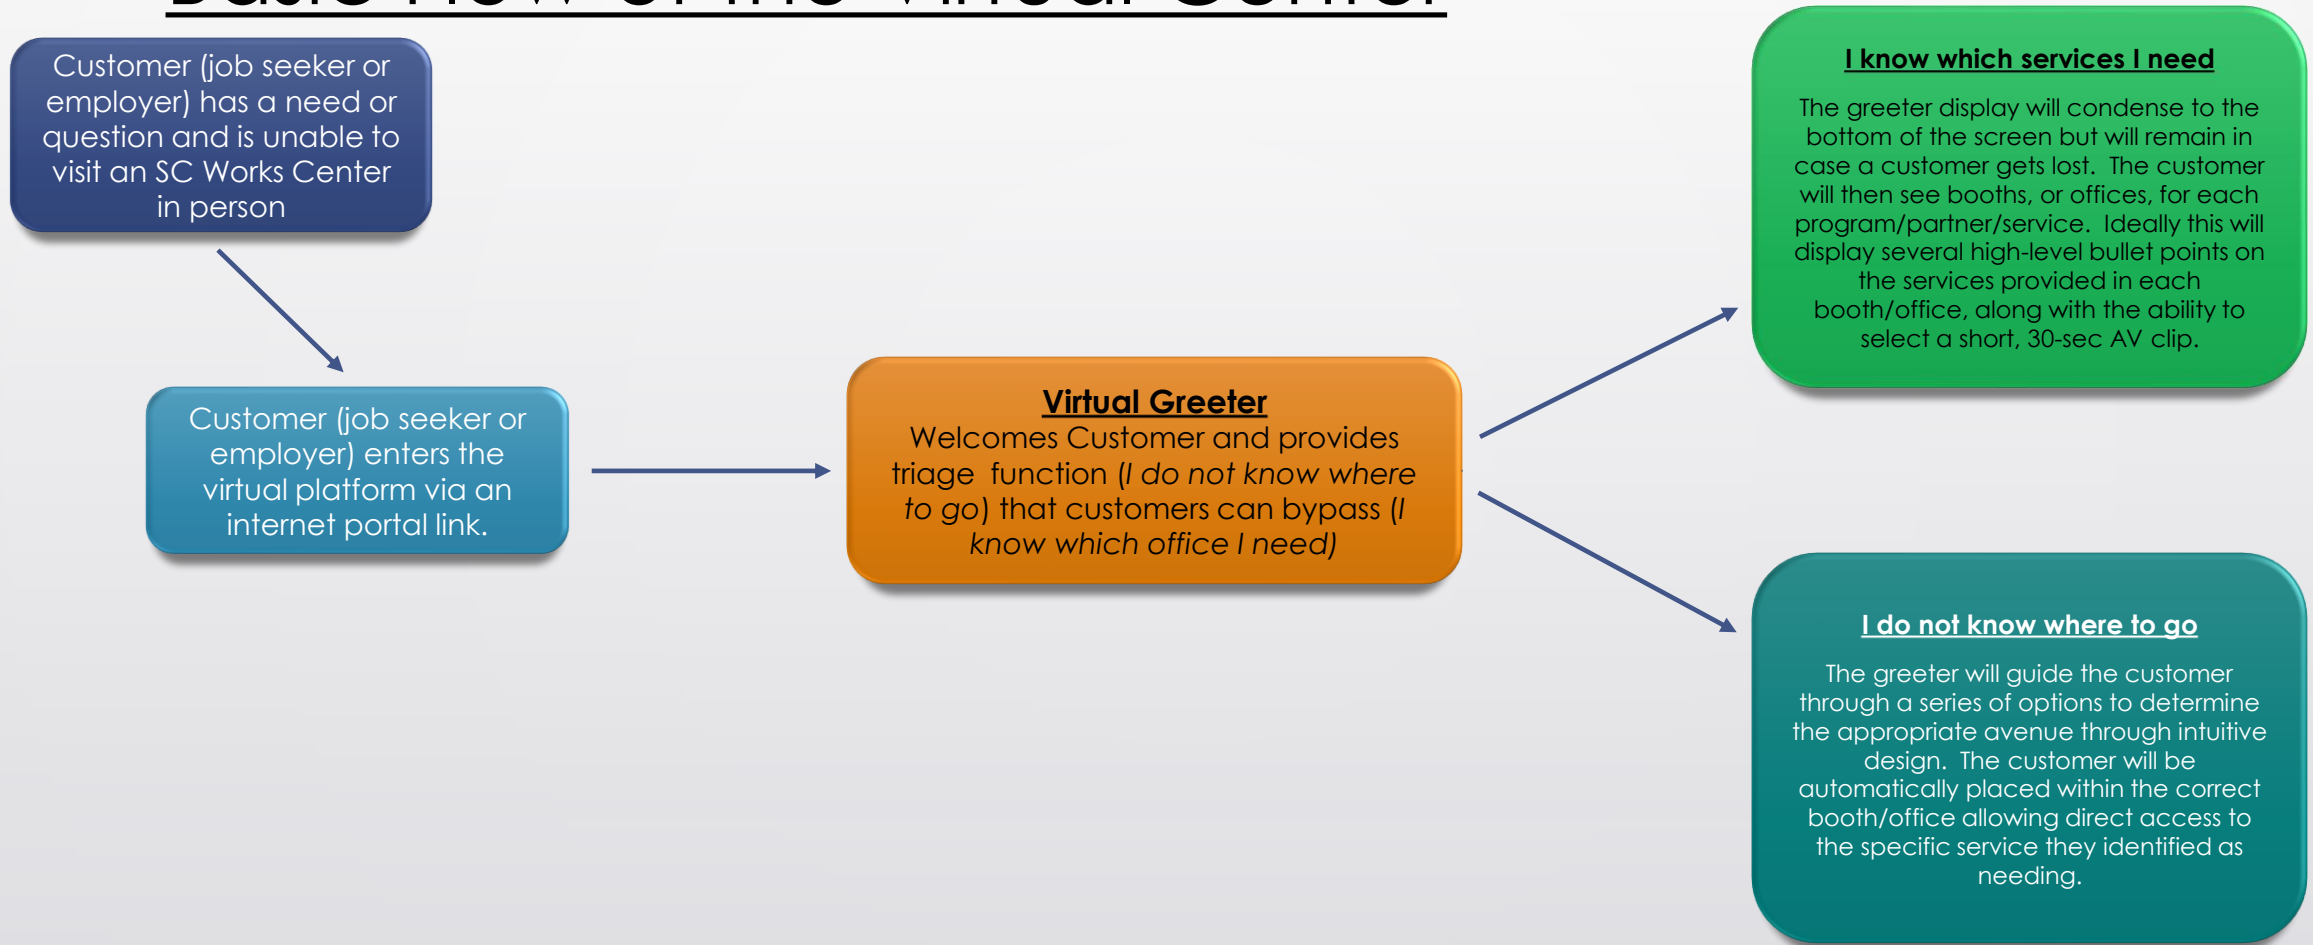 Basic Flow of the Virtual Center
Customer (job seeker or
employer) has a need or
question and is unable to
visit an SC Works Center
in person
Customer (job seeker or
employer) enters the
virtual platform via an
internet portal link.
Virtual Greeter
Welcomes Customer and provides
triage  function (I do not know where
to go) that customers can bypass (I
know which office I need)
I know which services I need
The greeter display will condense to the
bottom of the screen but will remain in
case a customer gets lost.  The customer
will then see booths, or offices, for each
program/partner/service.  Ideally this will
display several high-level bullet points on
the services provided in each
booth/office, along with the ability to
select a short, 30-sec AV clip.
I do not know where to go
The greeter will guide the customer
through a series of options to determine
the appropriate avenue through intuitive
design.  The customer will be
automatically placed within the correct
booth/office allowing direct access to
the specific service they identified as
needing.